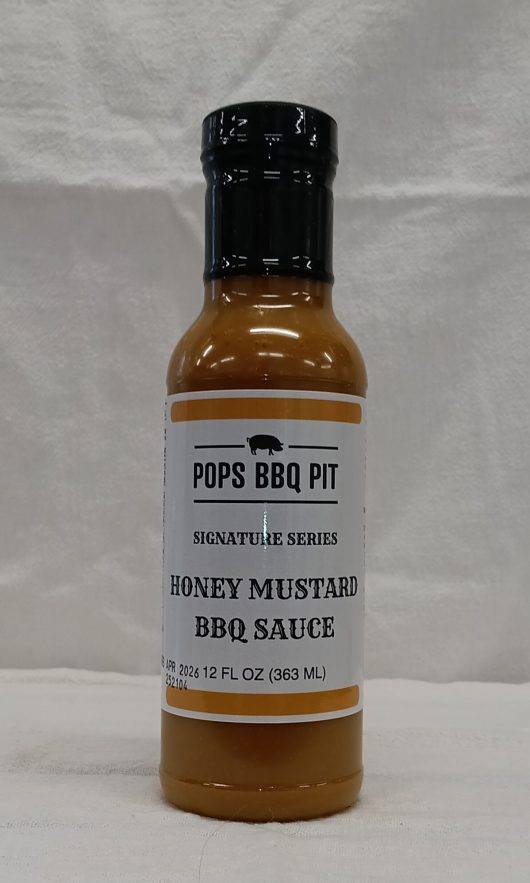 POPS BBQ PIT
SIGNATURE SERIES
HONEY MUSTARD
BBQ SAUCE
APR 2026 12 FL OZ (363 ML)
252104